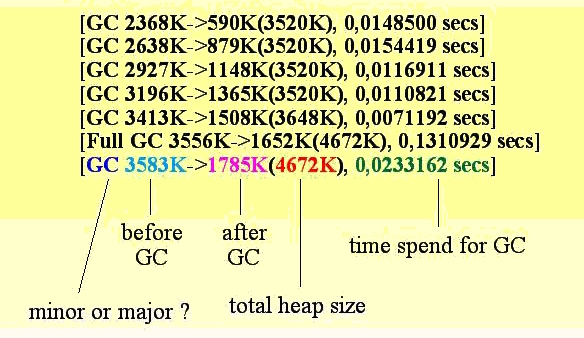 [GC 2368K->590K(3520K), 0,0148500 secs]
[GC 2638K->879K(3520K), 0,0154419 secs]
[GC 2927K->1148K(3520K), 0,0116911 secs]
[GC 3196K->1365K(3520K), 0,0110821 secs]
[GC 3413K->1508K(3648K), 0,0071192 secs]
[Full GC 3556K->1652K(4672K), 0,1310929 secs]
[GC 3583K->1785K(4672K), 0,0233162 secs]
before
GC
after
GC
time spend for GC
minor or major ?
total heap size